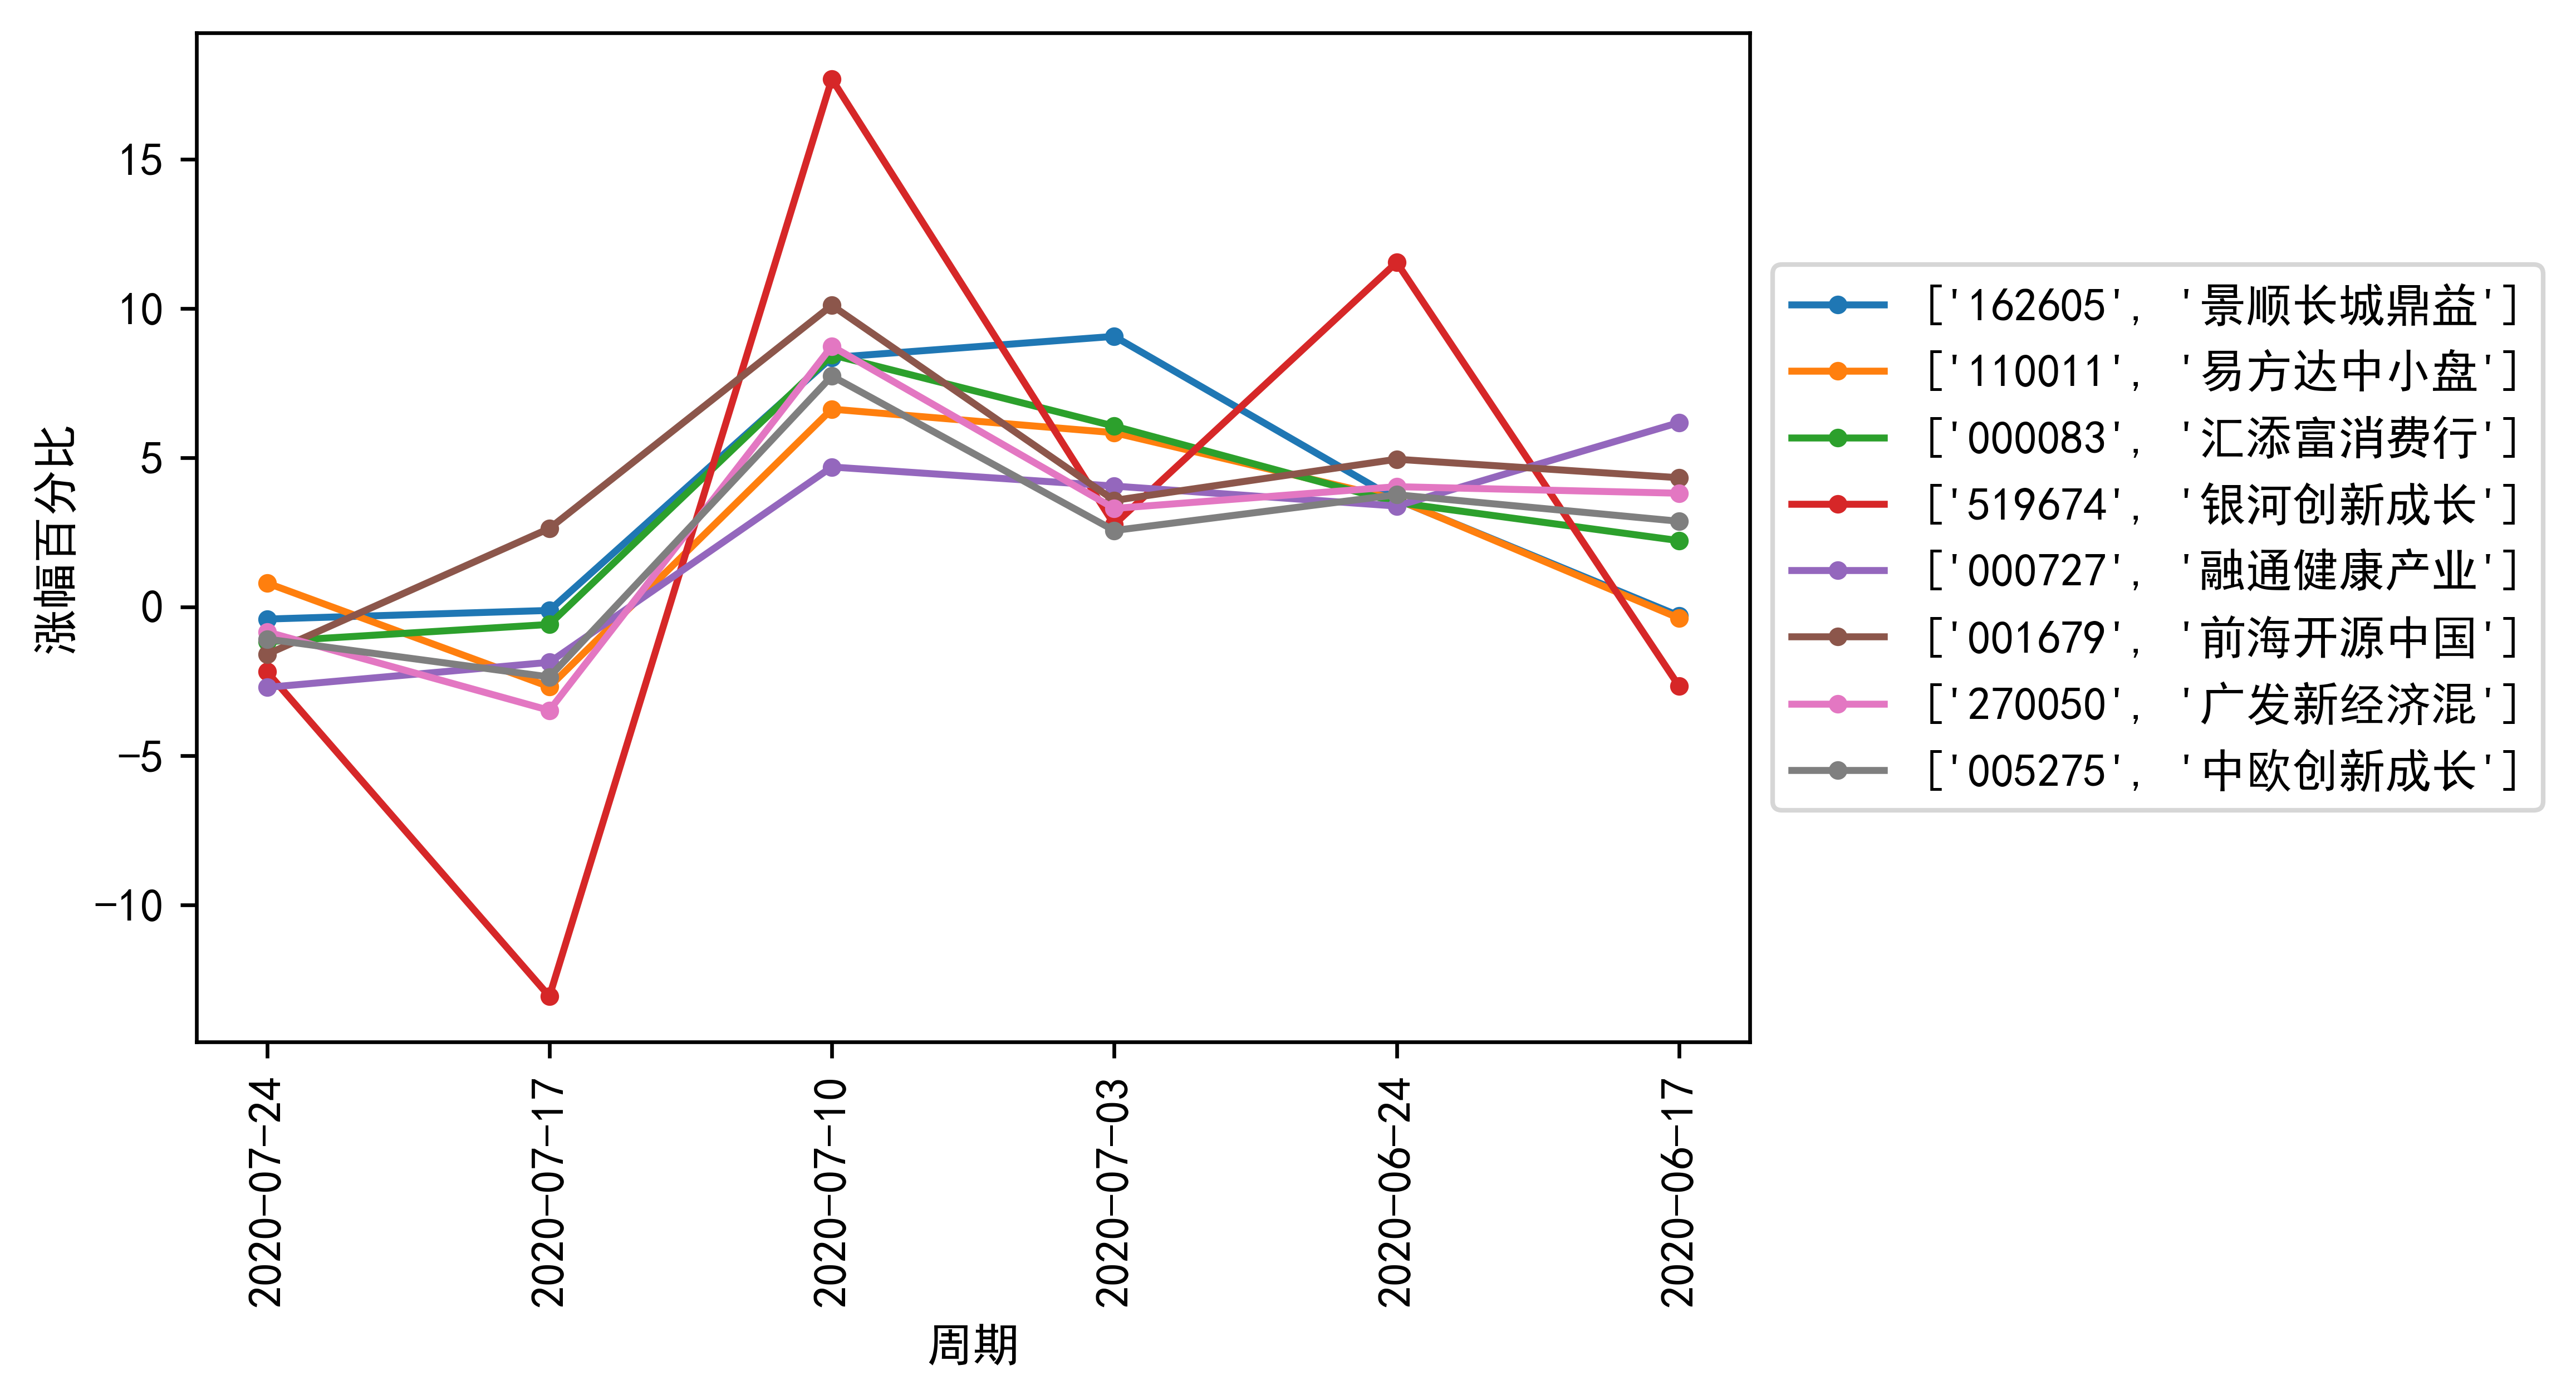 15
10
5
0
−5
−10
涨幅百分比
2020-07-24
2020-07-17
2020-07-10
2020-07-03
2020-06-24
2020-06-17
周期
['162605', '景顺长城鼎益']
['110011', '易方达中小盘']
['000083', '汇添富消费行']
['519674', '银河创新成长']
['000727', '融通健康产业']
['001679', '前海开源中国']
['270050', '广发新经济混']
['005275', '中欧创新成长']